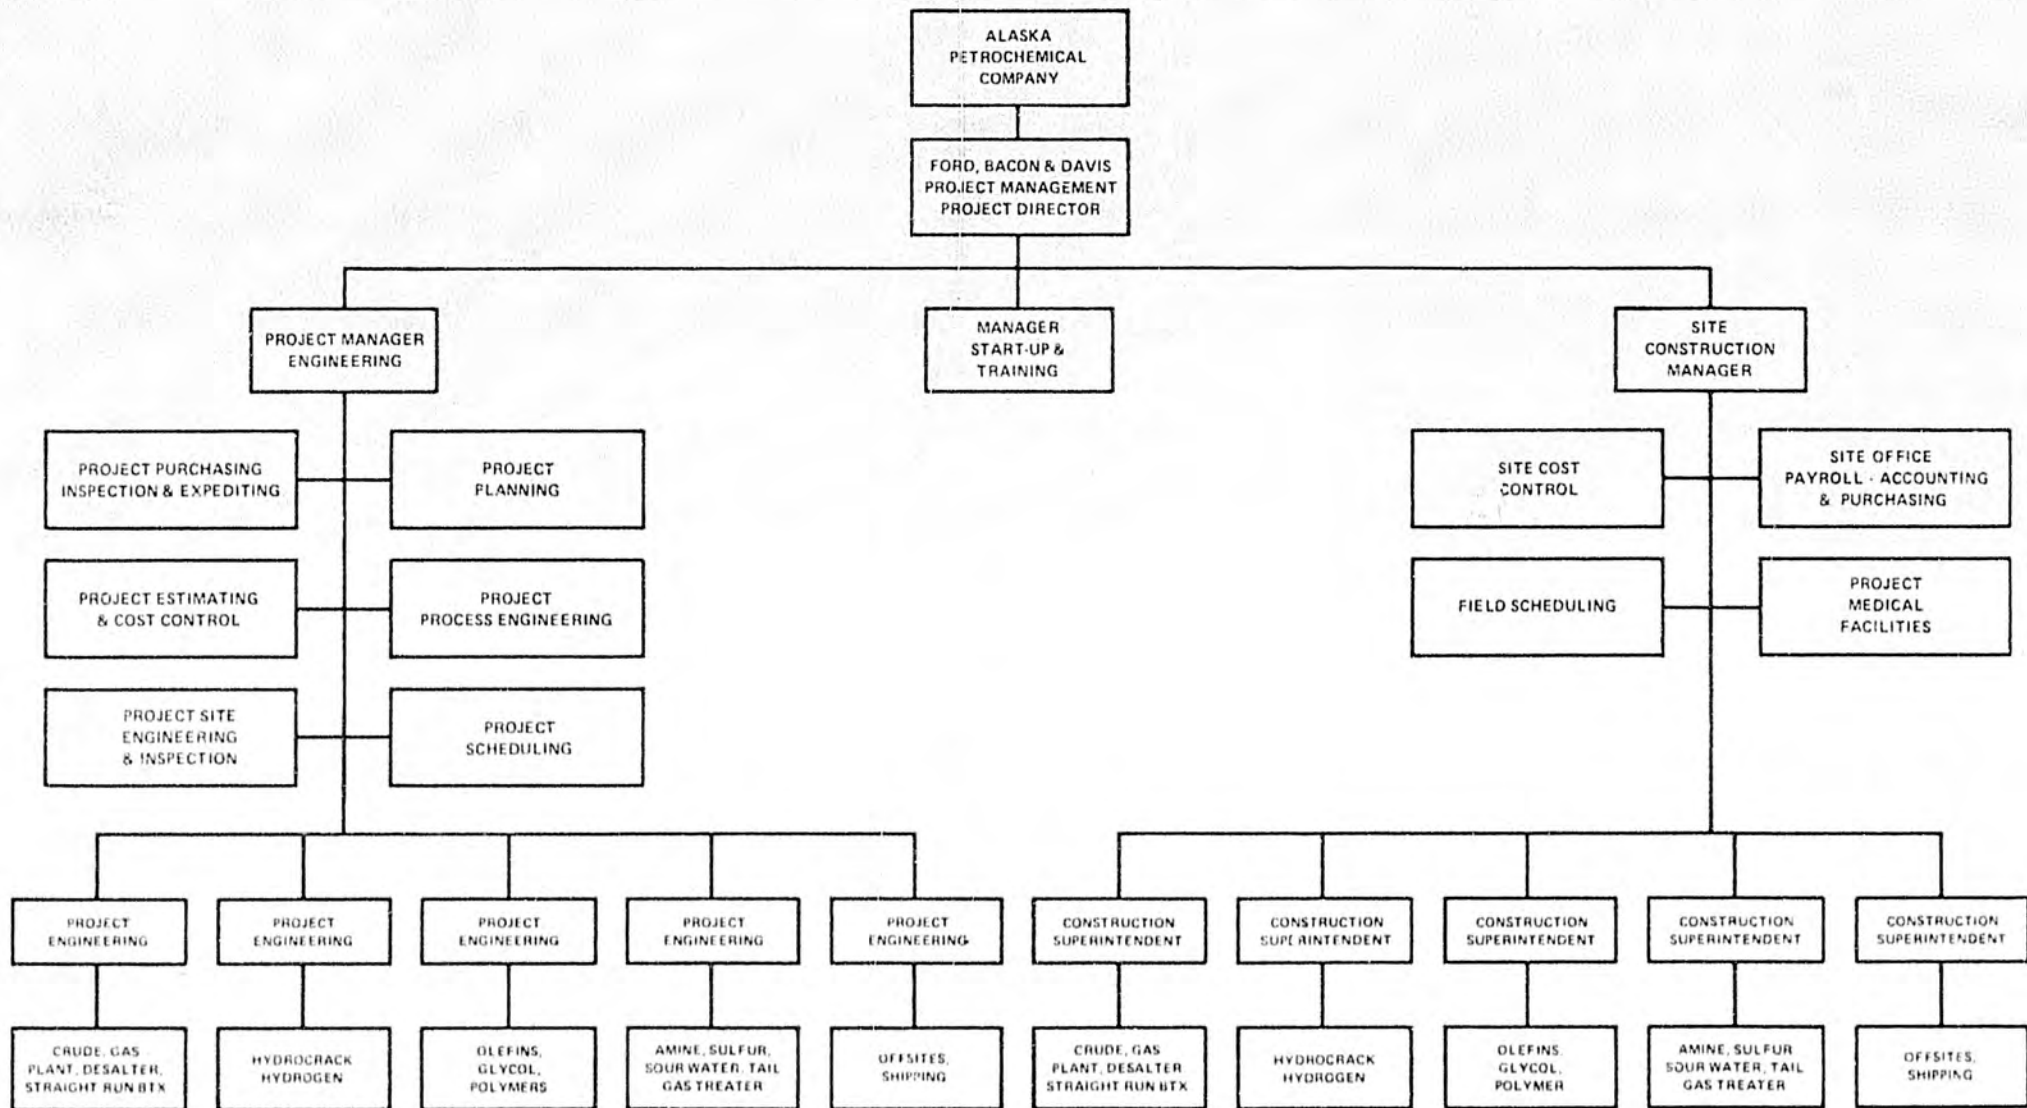 ALASKA
PETROCHEMICAL
COMPANY
FORD, BACON & DAVIS
PROJECT MANAGEMENT
PROJECT DIRECTOR
PROJECT MANAGER
ENGINEERING
MANAGER
START-UP &
TRAINING
SITE
CONSTRUCTION
MANAGER
PROJECT PURCHASING
INSPECTION & EXPEDITING
PROJECT
PLANNING
SITE COST
CONTROL
SITE OFFICE
PAYROLL - ACCOUNTING
& PURCHASING
PROJECT ESTIMATING
& COST CONTROL
PROJECT
PROCESS ENGINEERING
FIELD SCHEDULING
PROJECT
MEDICAL
FACILITIES
PROJECT SITE
ENGINEERING
& INSPECTION
PROJECT
SCHEDULING
PROJECT
ENGINEERING
PROJECT
ENGINEERING
PROJECT
ENGINEERING
PROJECT
ENGINEERING
PROJECT
ENGINEERING
CONSTRUCTION
SUPERINTENDENT
CONSTRUCTION
SUPERINTENDENT
CONSTRUCTION
SUPERINTENDENT
CONSTRUCTION
SUPERINTENDENT
CONSTRUCTION
SUPERINTENDENT
CRUDE, GAS
PLANT, DESALTER,
STRAIGHT RUN BTX
HYDROCRACK
HYDROGEN
OLEFINS,
GLYCOL,
POLYMERS
AMINE, SULFUR,
SOUR WATER, TAIL
GAS TREATER
OFFSITES,
SHIPPING
CRUDE, GAS
PLANT, DESALTER
STRAIGHT RUN BTX
HYDROCRACK
HYDROGEN
OLEFINS,
GLYCOL,
POLYMER
AMINE, SULFUR
SOUR WATER, TAIL
GAS TREATER
OFFSITES,
SHIPPING